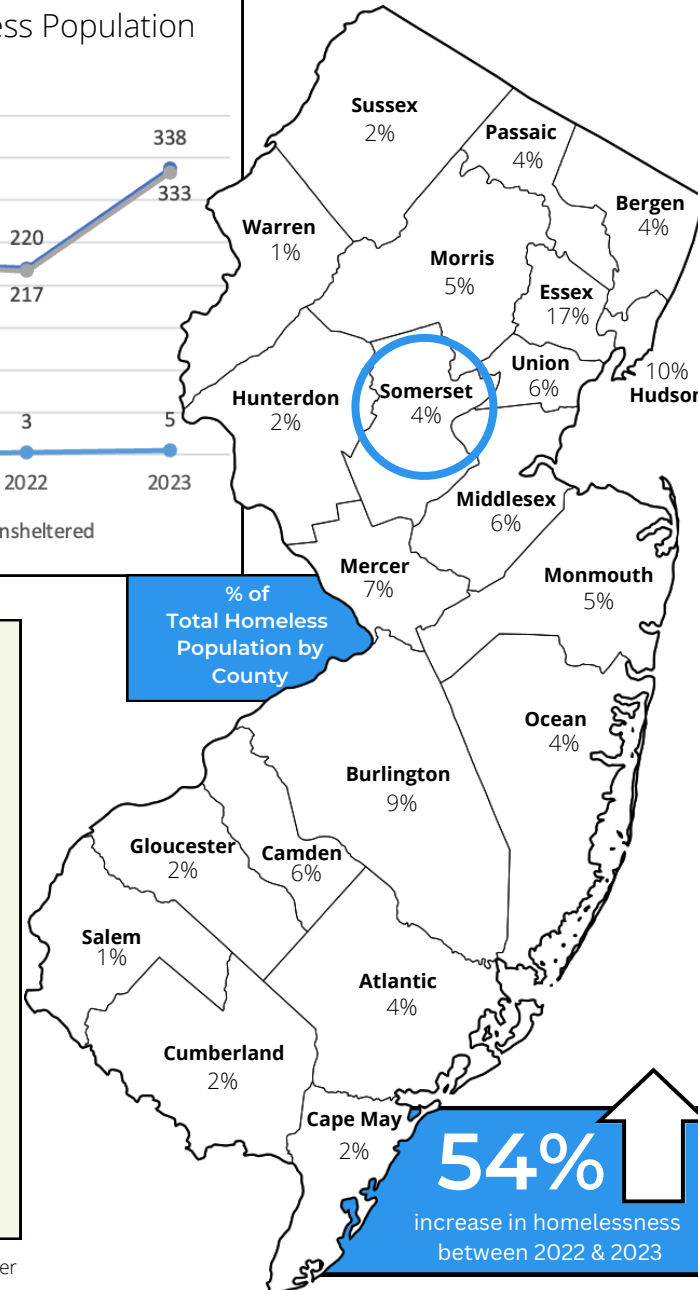 ess Population
338
333
220
217
3
5
2022
2023
nsheltered
Sussex
2%
Passaic
4%
Bergen
4%
Warren
1%
Morris
5%
Essex
17%
Union
6%
10%
Hudson
Hunterdon
2%
Somerset
4%
Middlesex
6%
Mercer
7%
Monmouth
5%
% of
Total Homeless
Population by
County
Ocean
4%
Burlington
9%
Gloucester
2%
Camden
6%
Salem
1%
Atlantic
4%
Cumberland
2%
Cape May
2%
54%
increase in homelessness
between 2022 & 2023
er